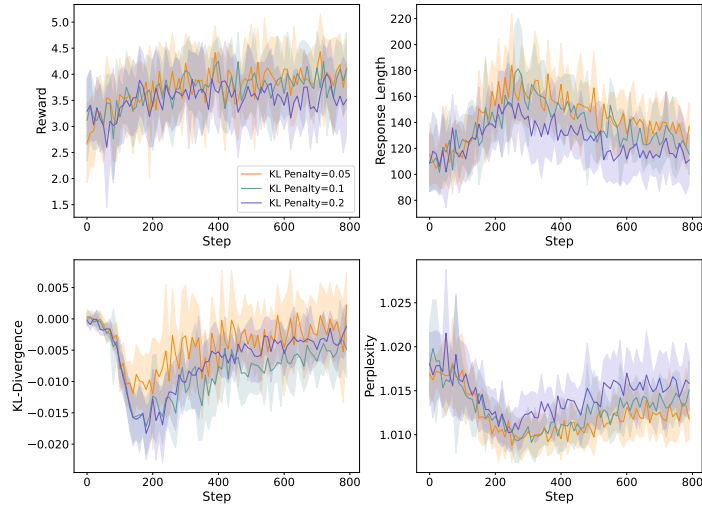 5.0
4.5
4.0
3.5
3.0
2.5
2.0
1.5
Reward
KL Penalty=0.05
KL Penalty=0.1
KL Penalty=0.2
0 200 400 600 800
Step
220
200
180
160
140
120
100
80
Response Length
0 200 400 600 800
Step
0.005
0.000
−0.005
−0.010
−0.015
−0.020
KL-Divergence
0 200 400 600 800
Step
1.025
1.020
1.015
1.010
Perplexity
0 200 400 600 800
Step